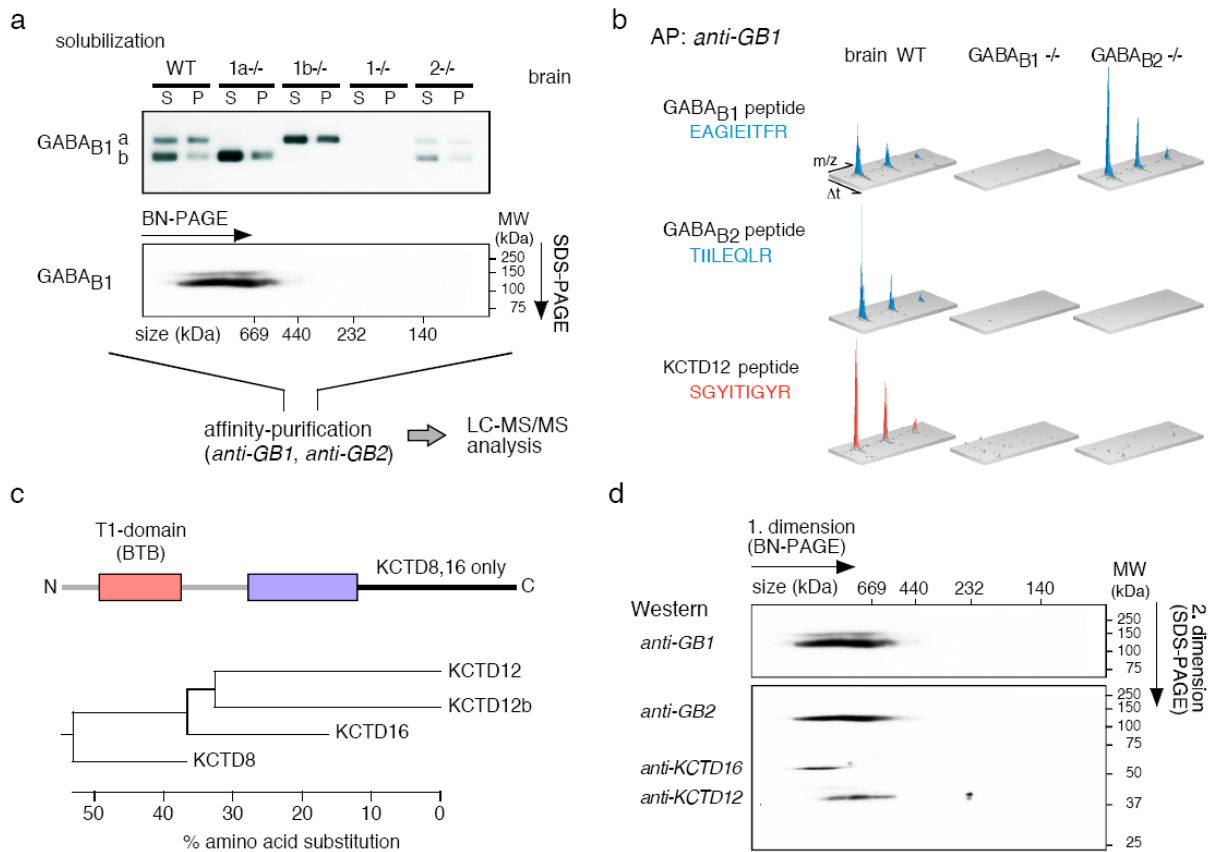 a
solubilization
WT 1a-/- 1b-/- 1-/- 2-/- brain
S P S P S P S P S P
GABAB1 a
b
BN-PAGE
MW
(kDa)
GABAB1
250
150
100
75
SDS-PAGE
size (kDa) 669 440 232 140
affinity-purification
(anti-GB1, anti-GB2)
LC-MS/MS
analysis
b
AP: anti-GB1
brain WT GABAB1 -/- GABAB2 -/-
GABAB1 peptide
EAGIEITFR
m/z
Δt
GABAB2 peptide
TIILEQLR
KCTD12 peptide
SGYITIGYR
c
T1-domain
(BTB)
KCTD8,16 only
N C
KCTD12
KCTD12b
KCTD16
KCTD8
50 40 30 20 10 0
% amino acid substitution
d
1. dimension
(BN-PAGE)
size (kDa) 669 440 232 140
MW
(kDa)
Western
anti-GB1
250
150
100
75
anti-GB2
anti-KCTD16
anti-KCTD12
250
150
100
75
50
37
25
2. dimension
(SDS-PAGE)